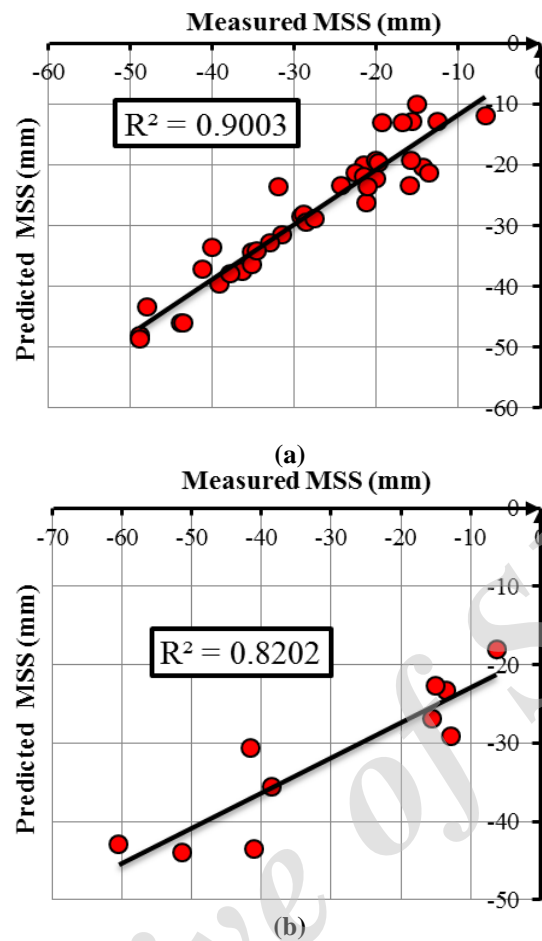 Measured MSS (mm)
-60 -50 -40 -30 -20 -10 0
-10
-20
-30
-40
-50
-60
Predicted MSS (mm)
R² = 0.9003
(a)
Measured MSS (mm)
-70 -60 -50 -40 -30 -20 -10 0
-10
-20
-30
-40
-50
Predicted MSS (mm)
R² = 0.8202
(b)